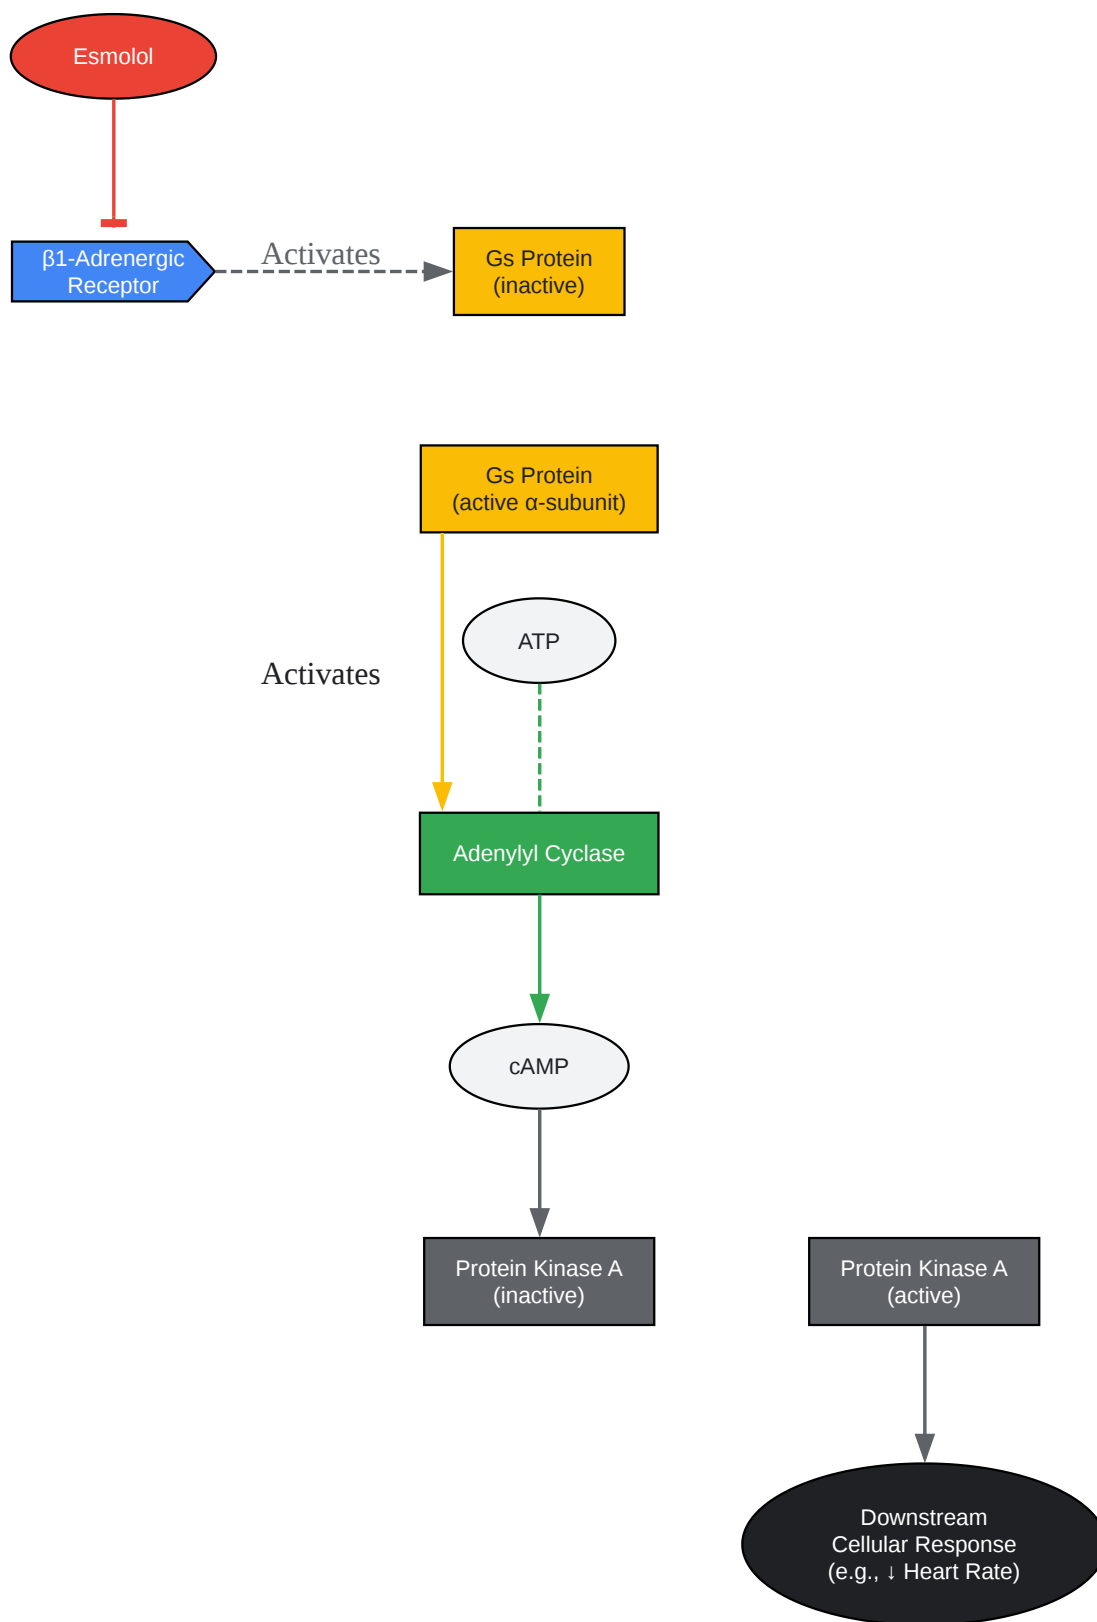 Esmolol
β1-Adrenergic
Receptor
Activates
Gs Protein
(inactive)
Gs Protein
(active α-subunit)
ATP
Activates
Adenylyl Cyclase
cAMP
Protein Kinase A
(inactive)
Protein Kinase A
(active)
Downstream
Cellular Response
(e.g., ↓ Heart Rate)